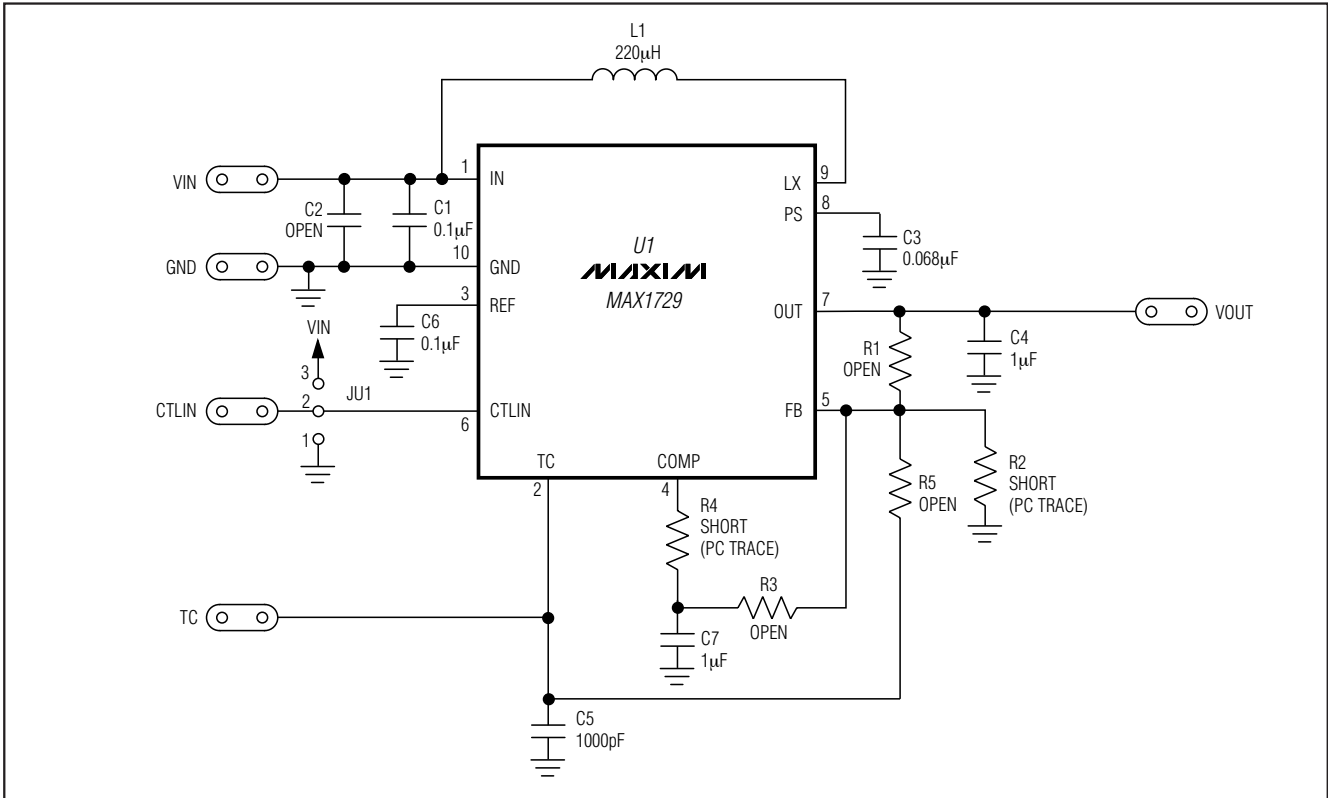 L1
220µH
VIN
1
IN
C2
OPEN
C1
0.1µF
GND
10
GND
3
REF
C6
0.1µF
VIN
3
2
1
JU1
CTLIN
6
CTLIN
U1
MAXIM
MAX1729
LX
9
PS
8
C3
0.068µF
OUT
7
VOUT
R1
OPEN
C4
1µF
FB
5
R5
OPEN
R2
SHORT
(PC TRACE)
TC
2
COMP
4
R4
SHORT
(PC TRACE)
R3
OPEN
TC
C7
1µF
C5
1000pF